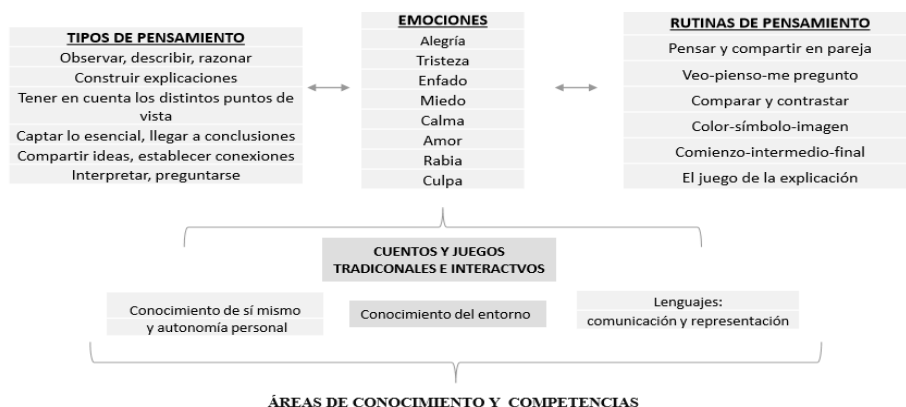 TIPOS DE PENSAMIENTO
Observar, describir, razonar
Construir explicaciones
Tener en cuenta los distintos puntos de
vista
Captar lo esencial, llegar a conclusiones
Compartir ideas, establecer conexiones
Interpretar, preguntarse
EMOCIONES
Alegría
Tristeza
Enfado
Miedo
Calma
Amor
Rabia
Culpa
RUTINAS DE PENSAMIENTO
Pensar y compartir en pareja
Veo-pienso-me pregunto
Comparar y contrastar
Color-símbolo-imagen
Comienzo-intermedio-final
El juego de la explicación
CUENTOS Y JUEGOS
TRADICONALES E INTERACTVOS
Conocimiento de sí mismo
y autonomía personal
Conocimiento del entorno
Lenguajes:
comunicación y representación
ÁREAS DE CONOCIMIENTO Y COMPETENCIAS